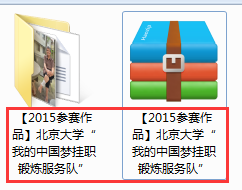 【2015参赛作
品】北京大学“
我的中国梦挂职
锻炼服务队”
【2015参赛作
品】北京大学“
我的中国梦挂职
锻炼服务队”